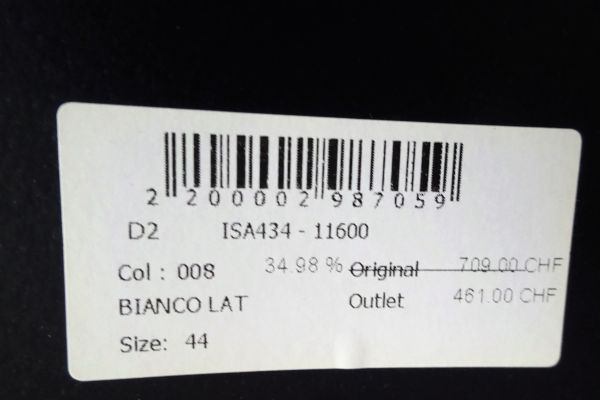 2 200002 987059
D2 ISA434 - 11600
Col : 008 34.98 % Original 709.00 CHF
BIANCO LAT Outlet 461.00 CHF
Size: 44